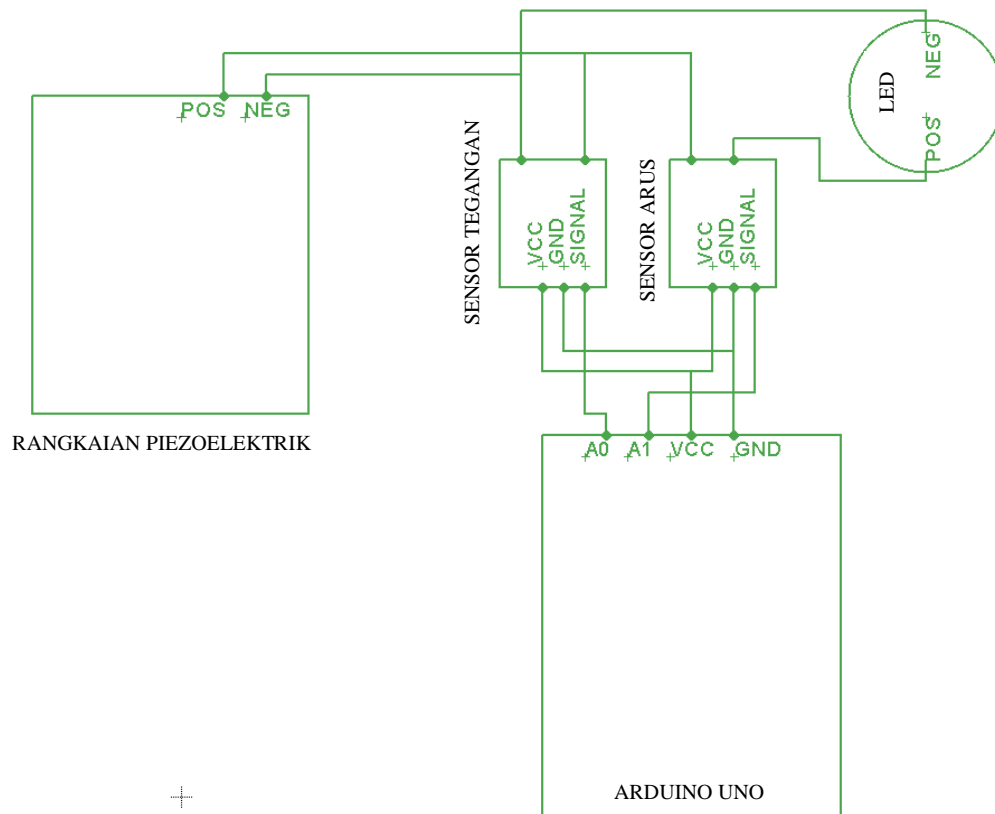 POS NEG
RANGKAIAN PIEZOELEKTRIK
SENSOR TEGANGAN
VCC
GND
SIGNAL
SENSOR ARUS
VCC
GND
SIGNAL
LED
NEG
POS
A0 A1 VCC GND
ARDUINO UNO